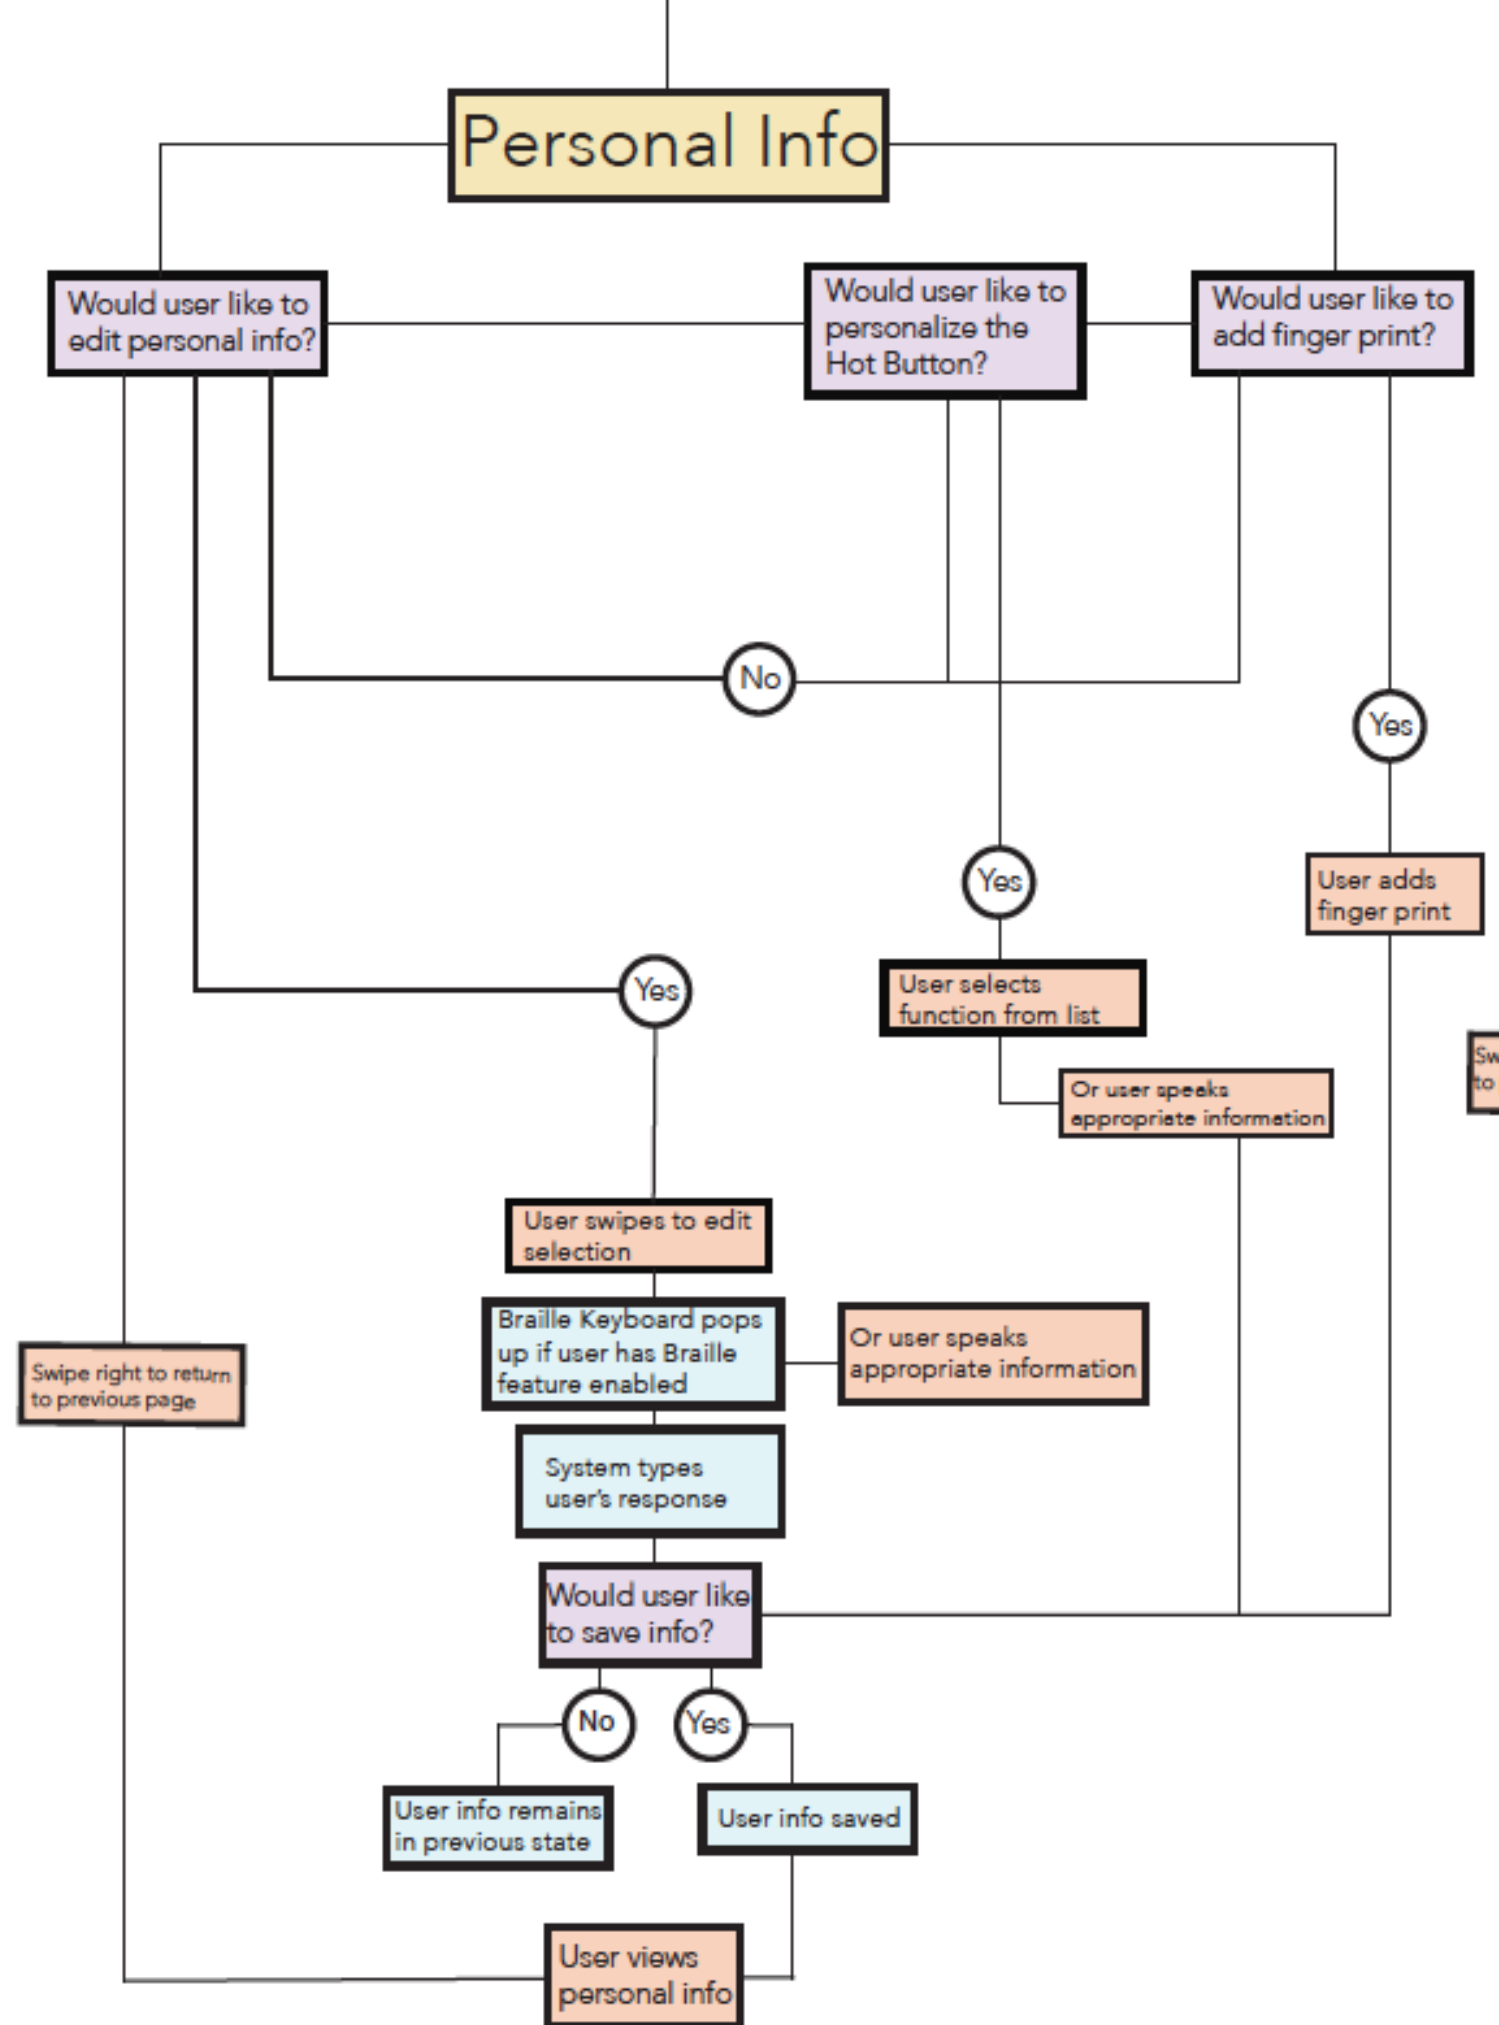 Personal Info
Would user like to
edit personal info?
Would user like to
personalize the
Hot Button?
Would user like to
add finger print?
No
Yes
Yes
User adds
finger print
User selects
function from list
Yes
Or user speaks
appropriate information
Sw
to
User swipes to edit
selection
Braille Keyboard pops
up if user has Braille
feature enabled
Or user speaks
appropriate information
Swipe right to return
to previous page
System types
user's response
Would user like
to save info?
No
Yes
User info remains
in previous state
User info saved
User views
personal info